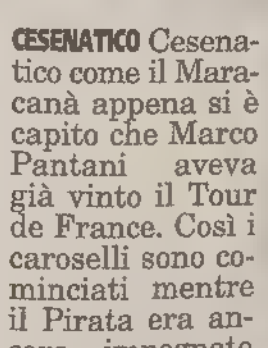 CESENATICO Cesena-
tico come il Mara-
canà appena si è
capito che Marco
Pantani aveva
già vinto il Tour
de France. Così i
caroselli sono co-
minciati mentre
il Pirata era an-